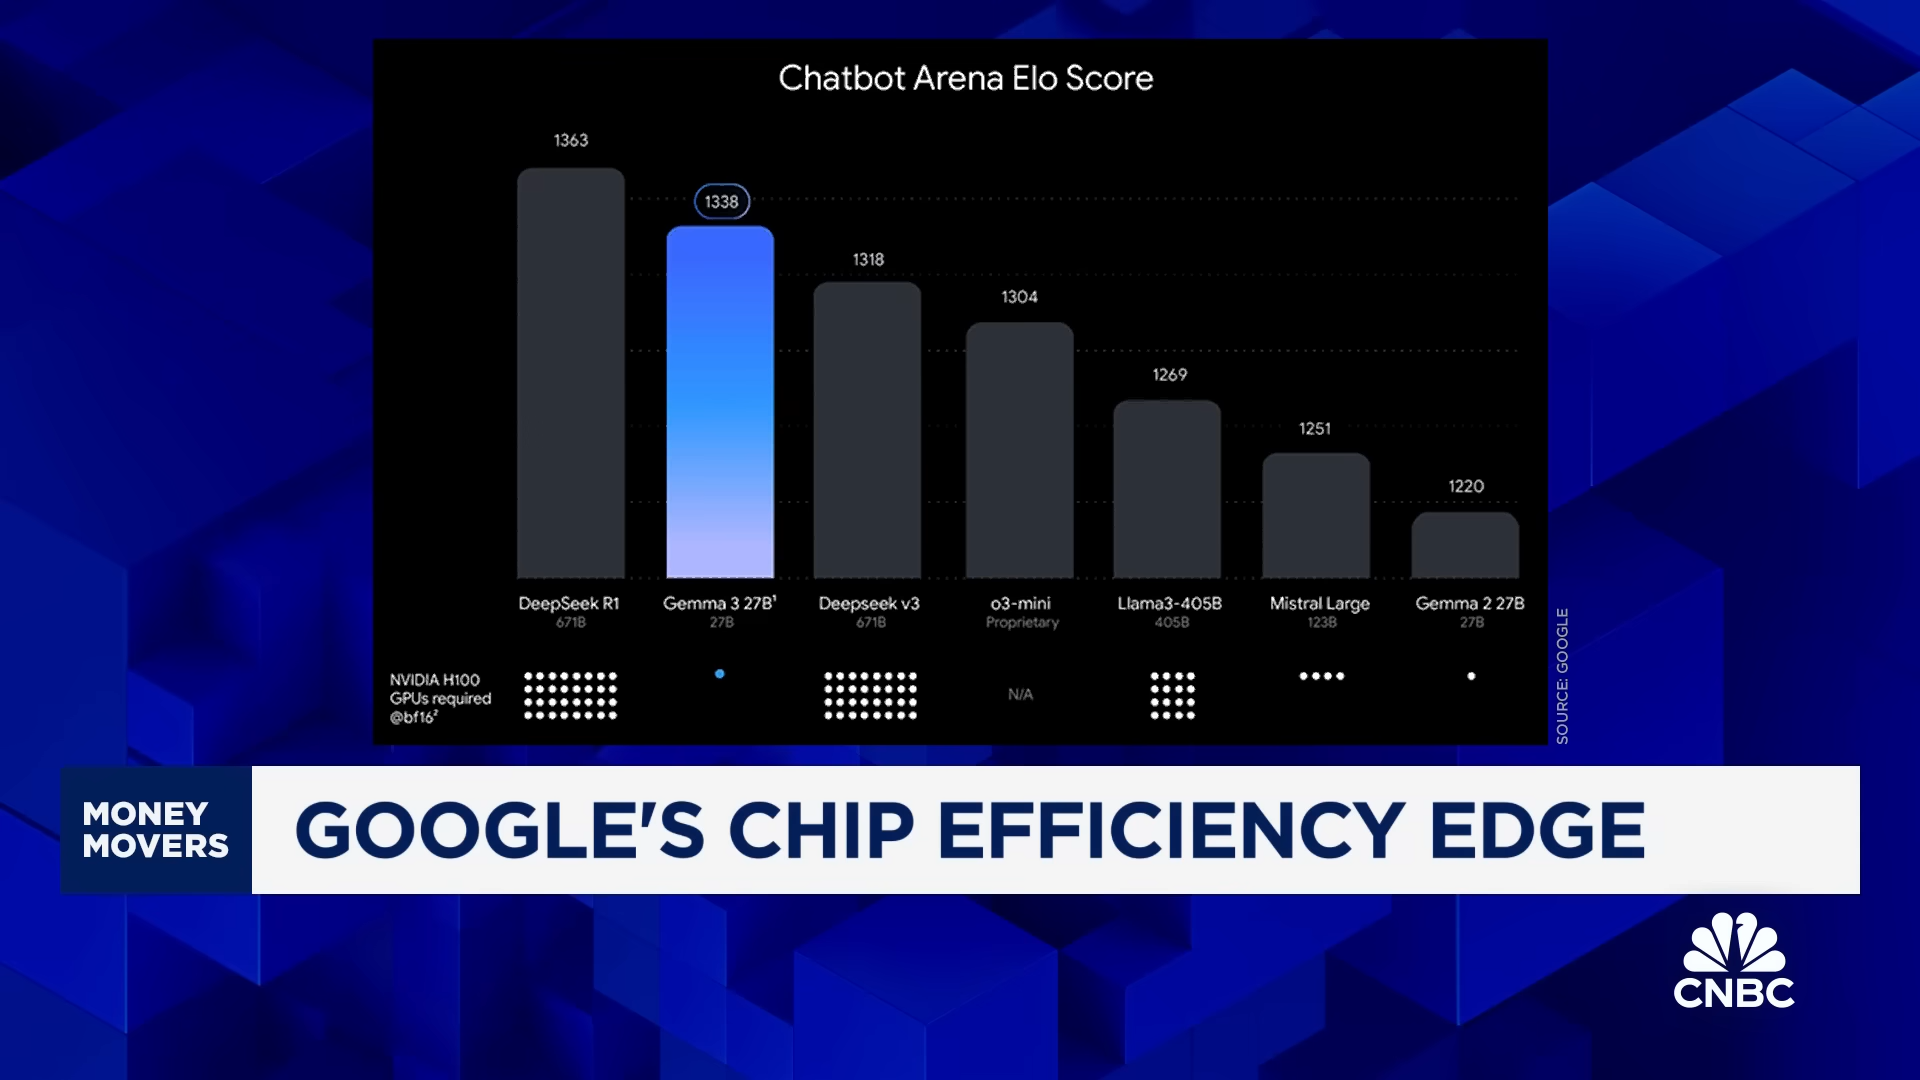 Chatbot Arena Elo Score
1363
1338
1318
1304
1269
1251
1220
DeepSeek R1
671B
Gemma 3 27B¹
27B
Deepseek v3
671B
o3-mini
Proprietary
Llama3-405B
405B
Mistral Large
123B
Gemma 2 27B
27B
NVIDIA H100
GPUs required
@bf16²
N/A
SOURCE: GOOGLE
MONEY
MOVERS
GOOGLE'S CHIP EFFICIENCY EDGE
CNBC